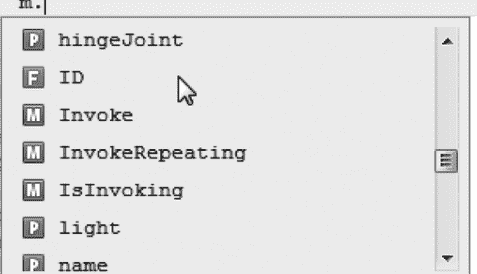 m.
P hingeJoint
F ID
M Invoke
M InvokeRepeating
M IsInvoking
P light
P name